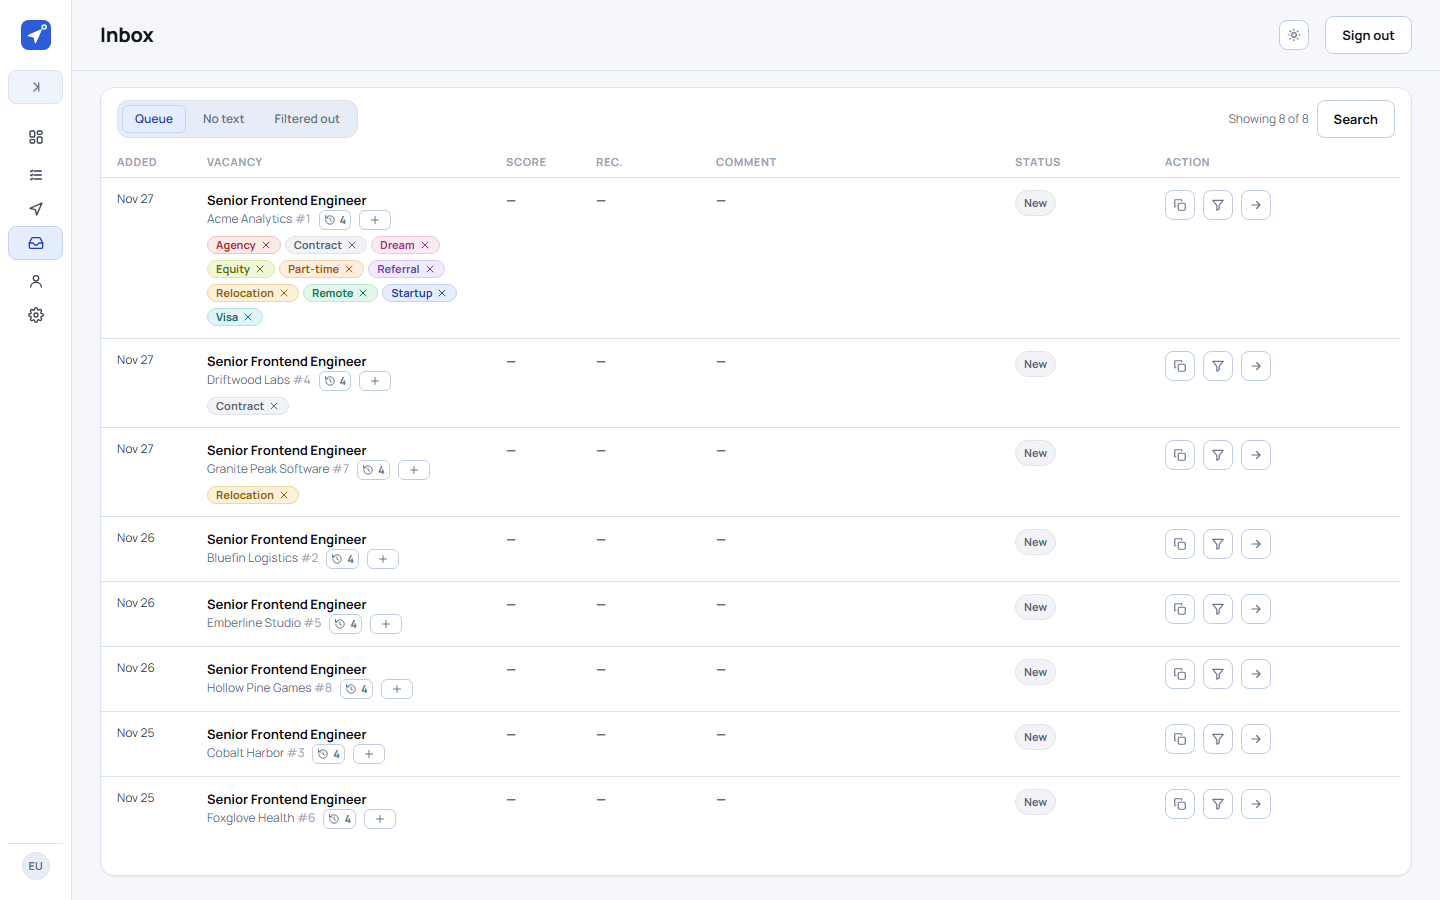 Inbox
Sign out
Queue No text Filtered out
Showing 8 of 8 Search
ADDED VACANCY SCORE REC. COMMENT STATUS ACTION
Nov 27 Senior Frontend Engineer — — — New
Acme Analytics #1 4 +
Agency × Contract × Dream ×
Equity × Part-time × Referral ×
Relocation × Remote × Startup ×
Visa ×
Nov 27 Senior Frontend Engineer — — — New
Driftwood Labs #4 4 +
Contract ×
Nov 27 Senior Frontend Engineer — — — New
Granite Peak Software #7 4 +
Relocation ×
Nov 26 Senior Frontend Engineer — — — New
Bluefin Logistics #2 4 +
Nov 26 Senior Frontend Engineer — — — New
Emberline Studio #5 4 +
Nov 26 Senior Frontend Engineer — — — New
Hollow Pine Games #8 4 +
Nov 25 Senior Frontend Engineer — — — New
Cobalt Harbor #3 4 +
Nov 25 Senior Frontend Engineer — — — New
Foxglove Health #6 4 +
EU